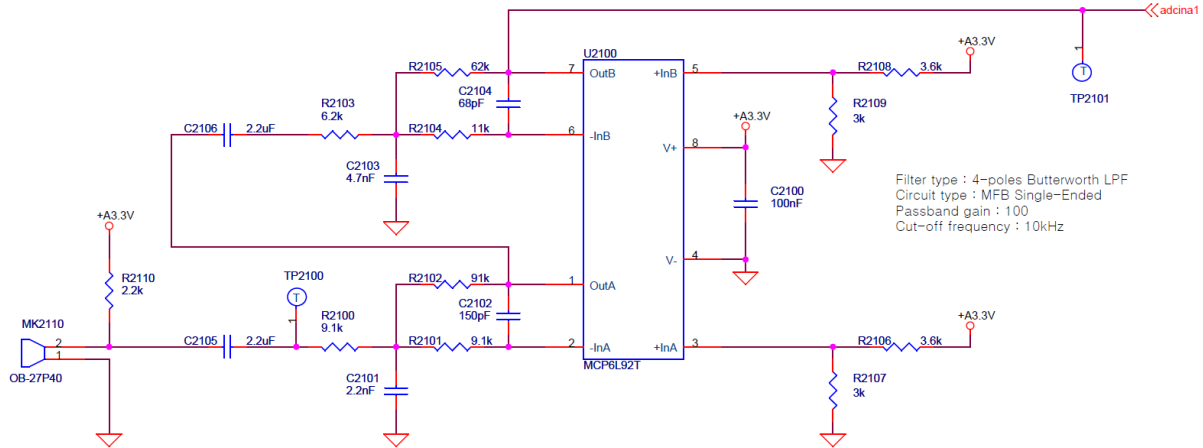 adcina1
+A3.3V
U2100
R2105 62k
7 OutB
+InB 5
R2108 3.6k
1
TP2101
C2104
68pF
R2103
6.2k
R2109
3k
C2106 2.2uF
R2104 11k
6 -InB
+A3.3V
V+ 8
C2103
4.7nF
C2100
100nF
Filter type : 4-poles Butterworth LPF
Circuit type : MFB Single-Ended
Passband gain : 100
Cut-off frequency : 10kHz
+A3.3V
V- 4
R2110
2.2k
TP2100
R2102 91k
1 OutA
C2102
150pF
MK2110
R2100
9.1k
1
+A3.3V
2
1
C2105 2.2uF
R2101 9.1k
2 -InA
+InA 3
R2106 3.6k
OB-27P40
MCP6L92T
C2101
2.2nF
R2107
3k
T
T